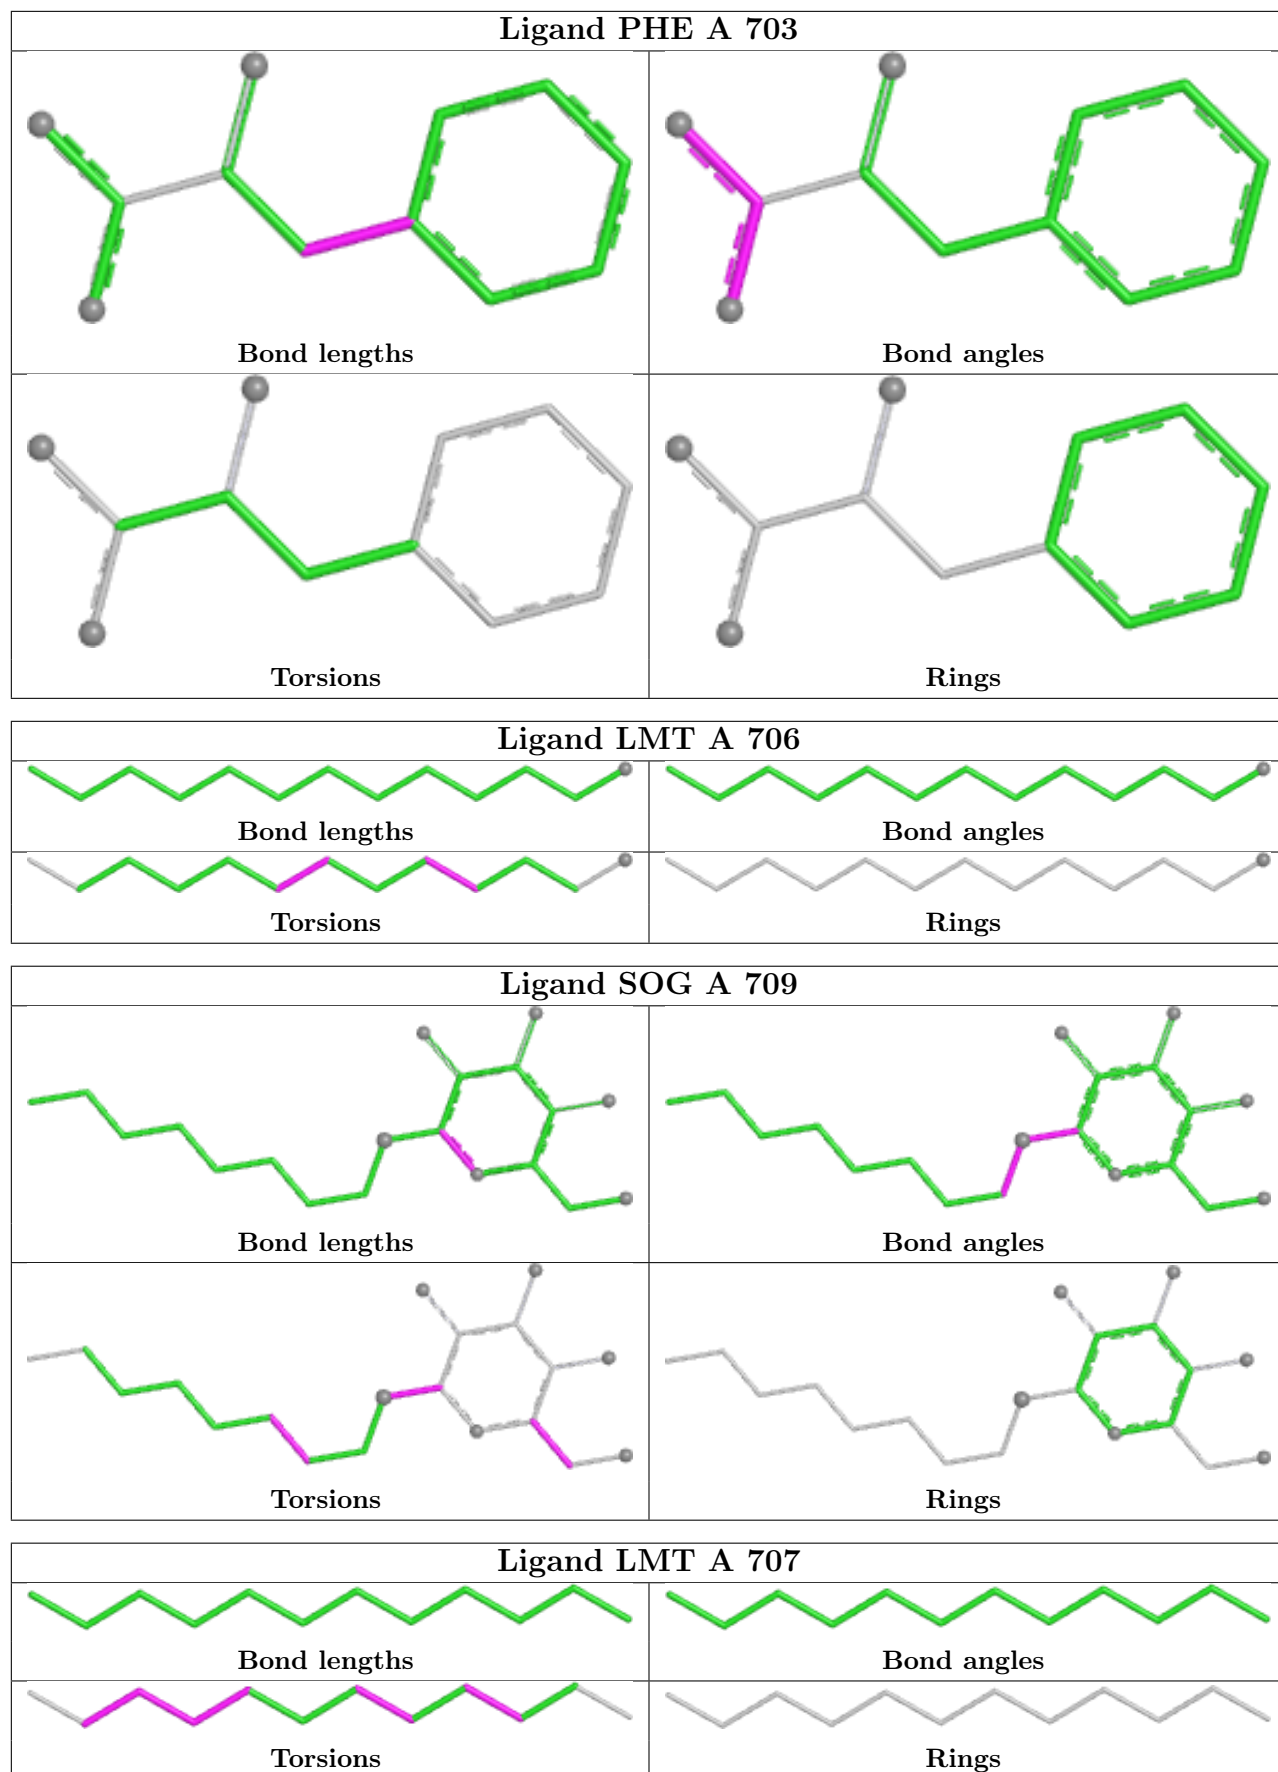 Ligand PHE A 703
Bond lengths
Bond angles
Torsions
Rings
Ligand LMT A 706
Bond lengths
Bond angles
Torsions
Rings
Ligand SOG A 709
Bond lengths
Bond angles
Torsions
Rings
Ligand LMT A 707
Bond lengths
Bond angles
Torsions
Rings